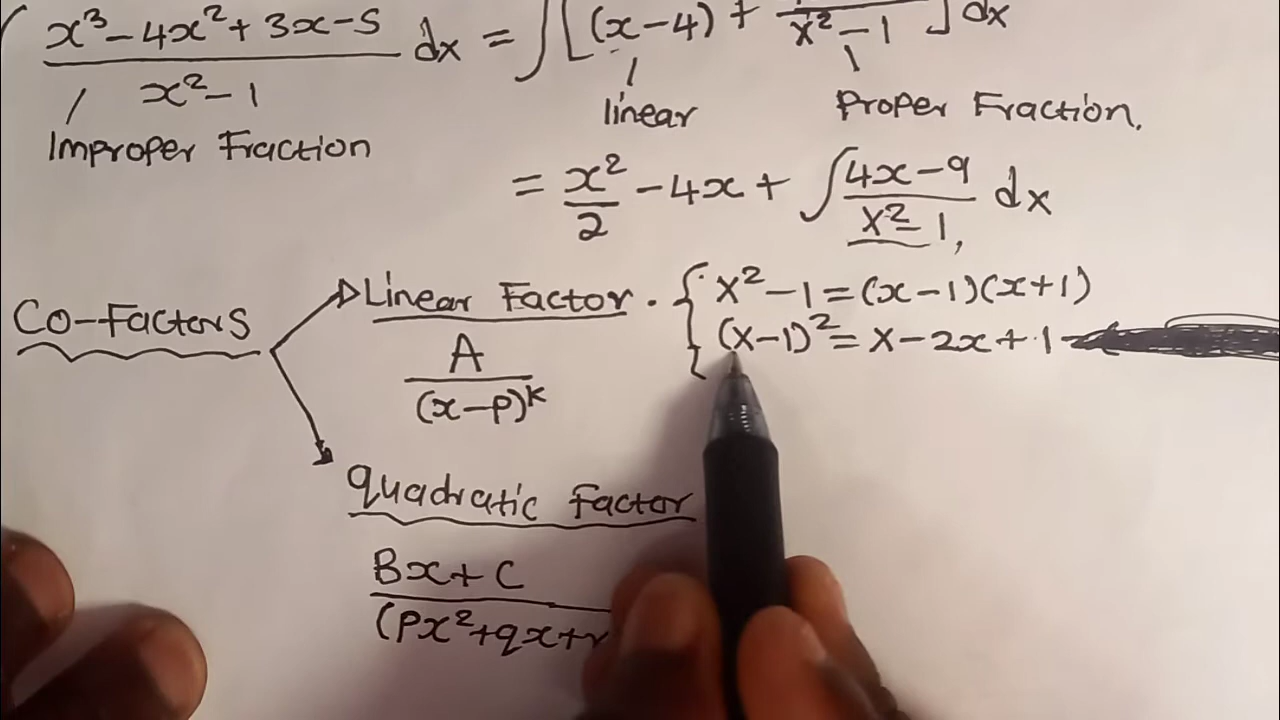 ∫ x³-4x²+3x-5 / x²-1 dx = ∫ [(x-4) + / x²-1 ] dx
Improper Fraction
linear
Proper Fraction.
= x²/2 - 4x + ∫ 4x-9 / x²-1, dx
Co-Factors
Linear Factor. { x²-1=(x-1)(x+1)
(x-1)²= x-2x+1
A / (x-p)^k
quadratic factor
Bx+C / (px²+qx+r